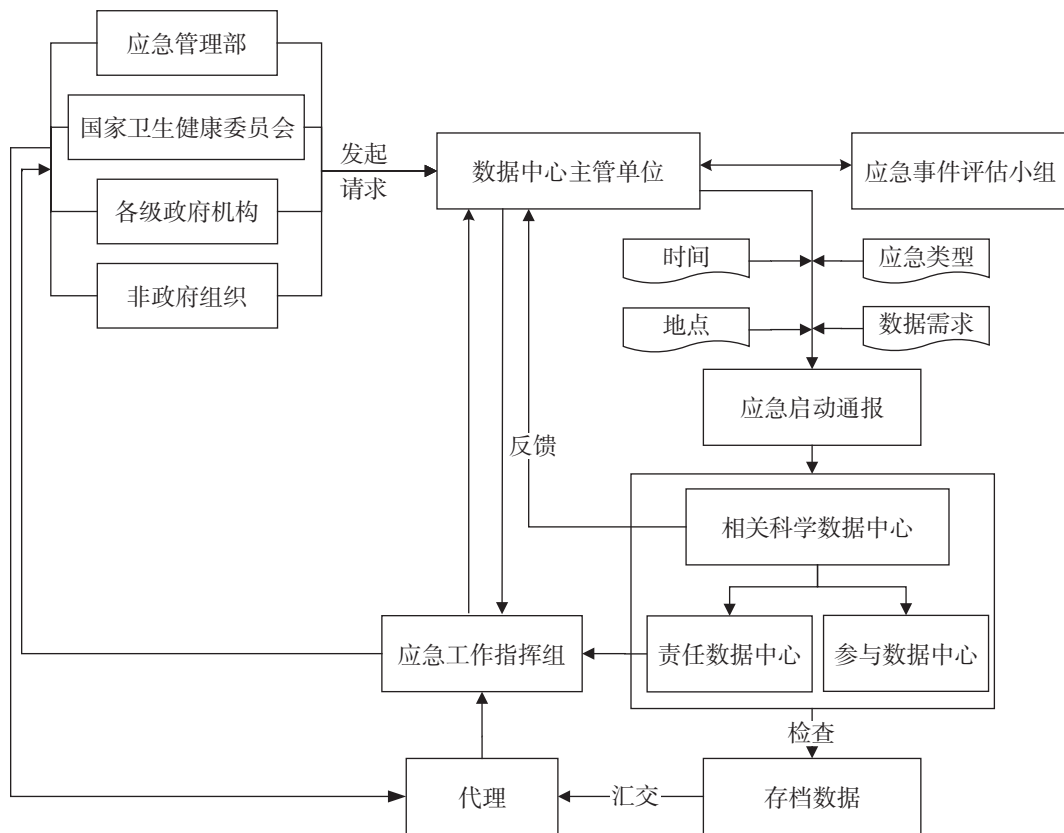 应急管理部
国家卫生健康委员会
各级政府机构
非政府组织
发起
请求
数据中心主管单位
应急事件评估小组
时间
应急类型
地点
数据需求
应急启动通报
反馈
相关科学数据中心
责任数据中心
参与数据中心
应急工作指挥组
检查
代理
汇交
存档数据